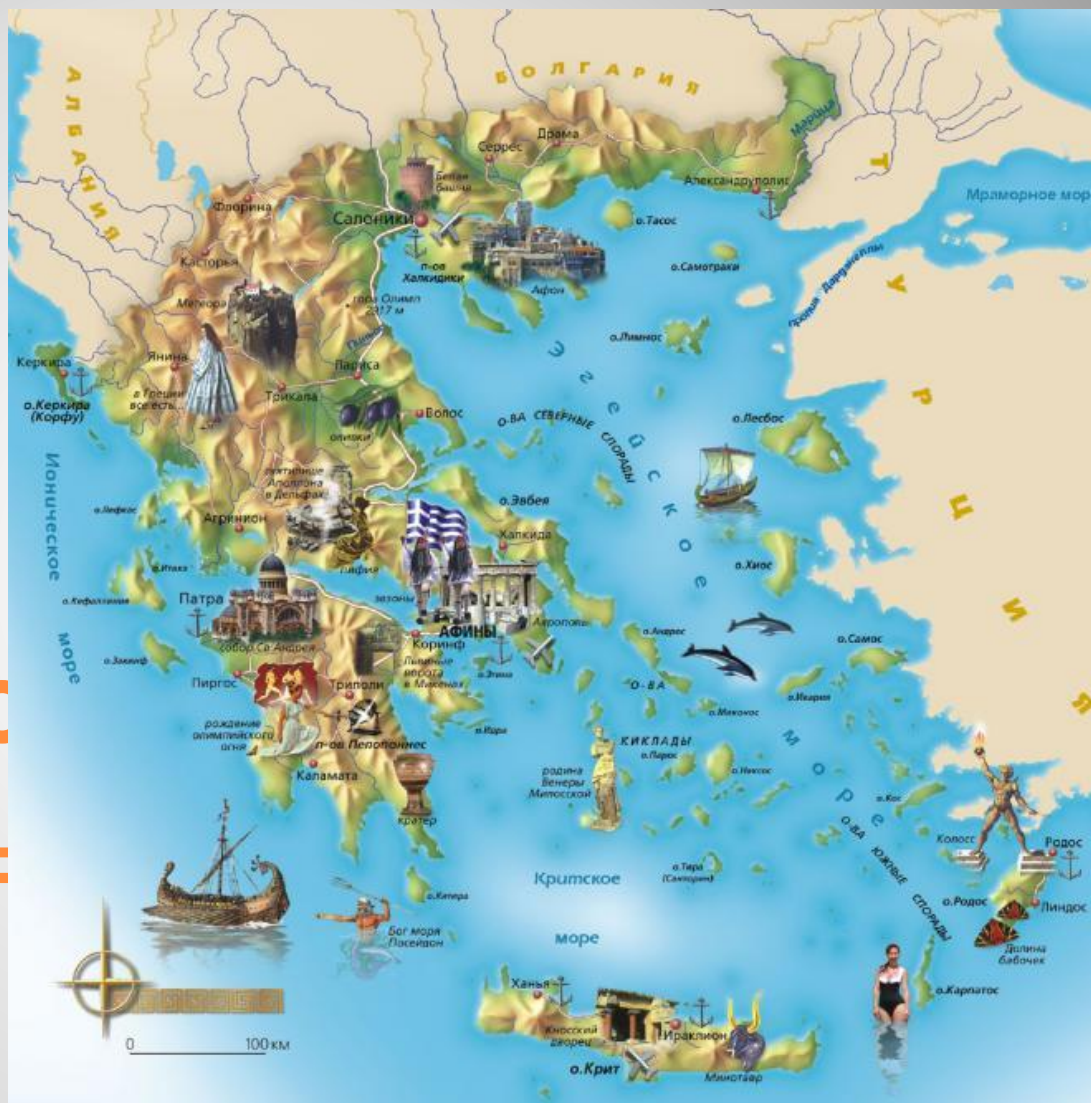 БОЛГАРИЯ
АЛБАНИЯ
ТУРЦИЯ
Марица
Драма
Серрес
Белая
башня
Александруполис
Мраморное мор
Флорина
Салоники
о.Тасос
Касторья
п-ов
Халкидики
о.Самотраки
Афон
Метеора
гора Олимп
2917 м
пролив Дарданеллы
о.Лимнос
Эгейское море
Керкира
о.Керкира
(Корфу)
Янина
в Греции
все есть...
Лариса
Трикала
оливки
Волос
О-ВА СЕВЕРНЫЕ СПОРАДЫ
о.Лесбос
Ионическое
море
святилище
Аполлона
в Дельфах
о.Эвбея
о.Лефкас
Агринион
Халкида
пифия
о.Итака
о.Хиос
о.Кефаллиния
Патра
эвзоны
Акрополь
АФИНЫ
Коринф
собор Св.Андрея
о.Андрос
о.Самос
о.Закинф
Львиные
ворота
в Микенах
о.Эгина
Пиргос
Триполи
О-ВА
КИКЛАДЫ
о.Икария
о.Миконос
рождение
олимпийского
огня
п-ов Пелопоннес
о.Идра
о.Парос
о.Наксос
родина
Венеры
Милосской
Каламата
кратер
о.Кос
Колосс
Родос
О-ВА ЮЖНЫЕ СПОРАДЫ
о.Тира
(Санторин)
Критское
море
о.Китера
о.Родос
Линдос
Бог моря
Посейдон
Долина
бабочек
Ханья
о.Карпатос
Кносский
дворец
Ираклион
0 100 км
о.Крит
Минотавр